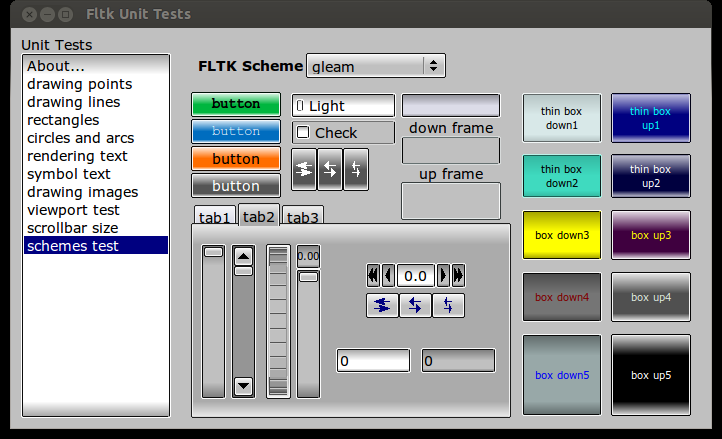 Fltk Unit Tests
Unit Tests
About...
drawing points
drawing lines
rectangles
circles and arcs
rendering text
symbol text
drawing images
viewport test
scrollbar size
schemes test
FLTK Scheme gleam
button
button
button
button
Light
Check
down frame
up frame
tab1 tab2 tab3
0.00
0.0
0
0
thin box
down1
thin box
up1
thin box
down2
thin box
up2
box down3
box up3
box down4
box up4
box down5
box up5